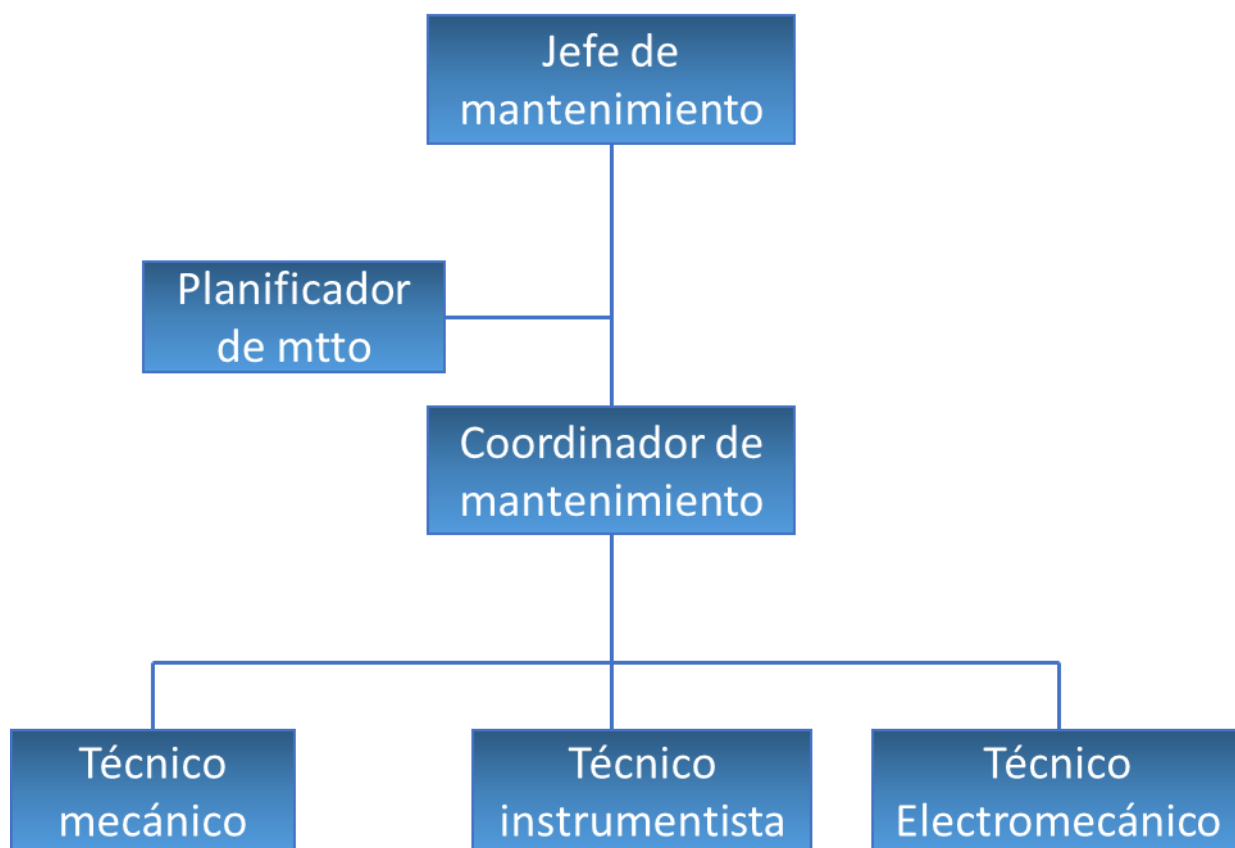 Jefe de
mantenimiento
Planificador
de mtto
Coordinador de
mantenimiento
Técnico
mecánico
Técnico
instrumentista
Técnico
Electromecánico